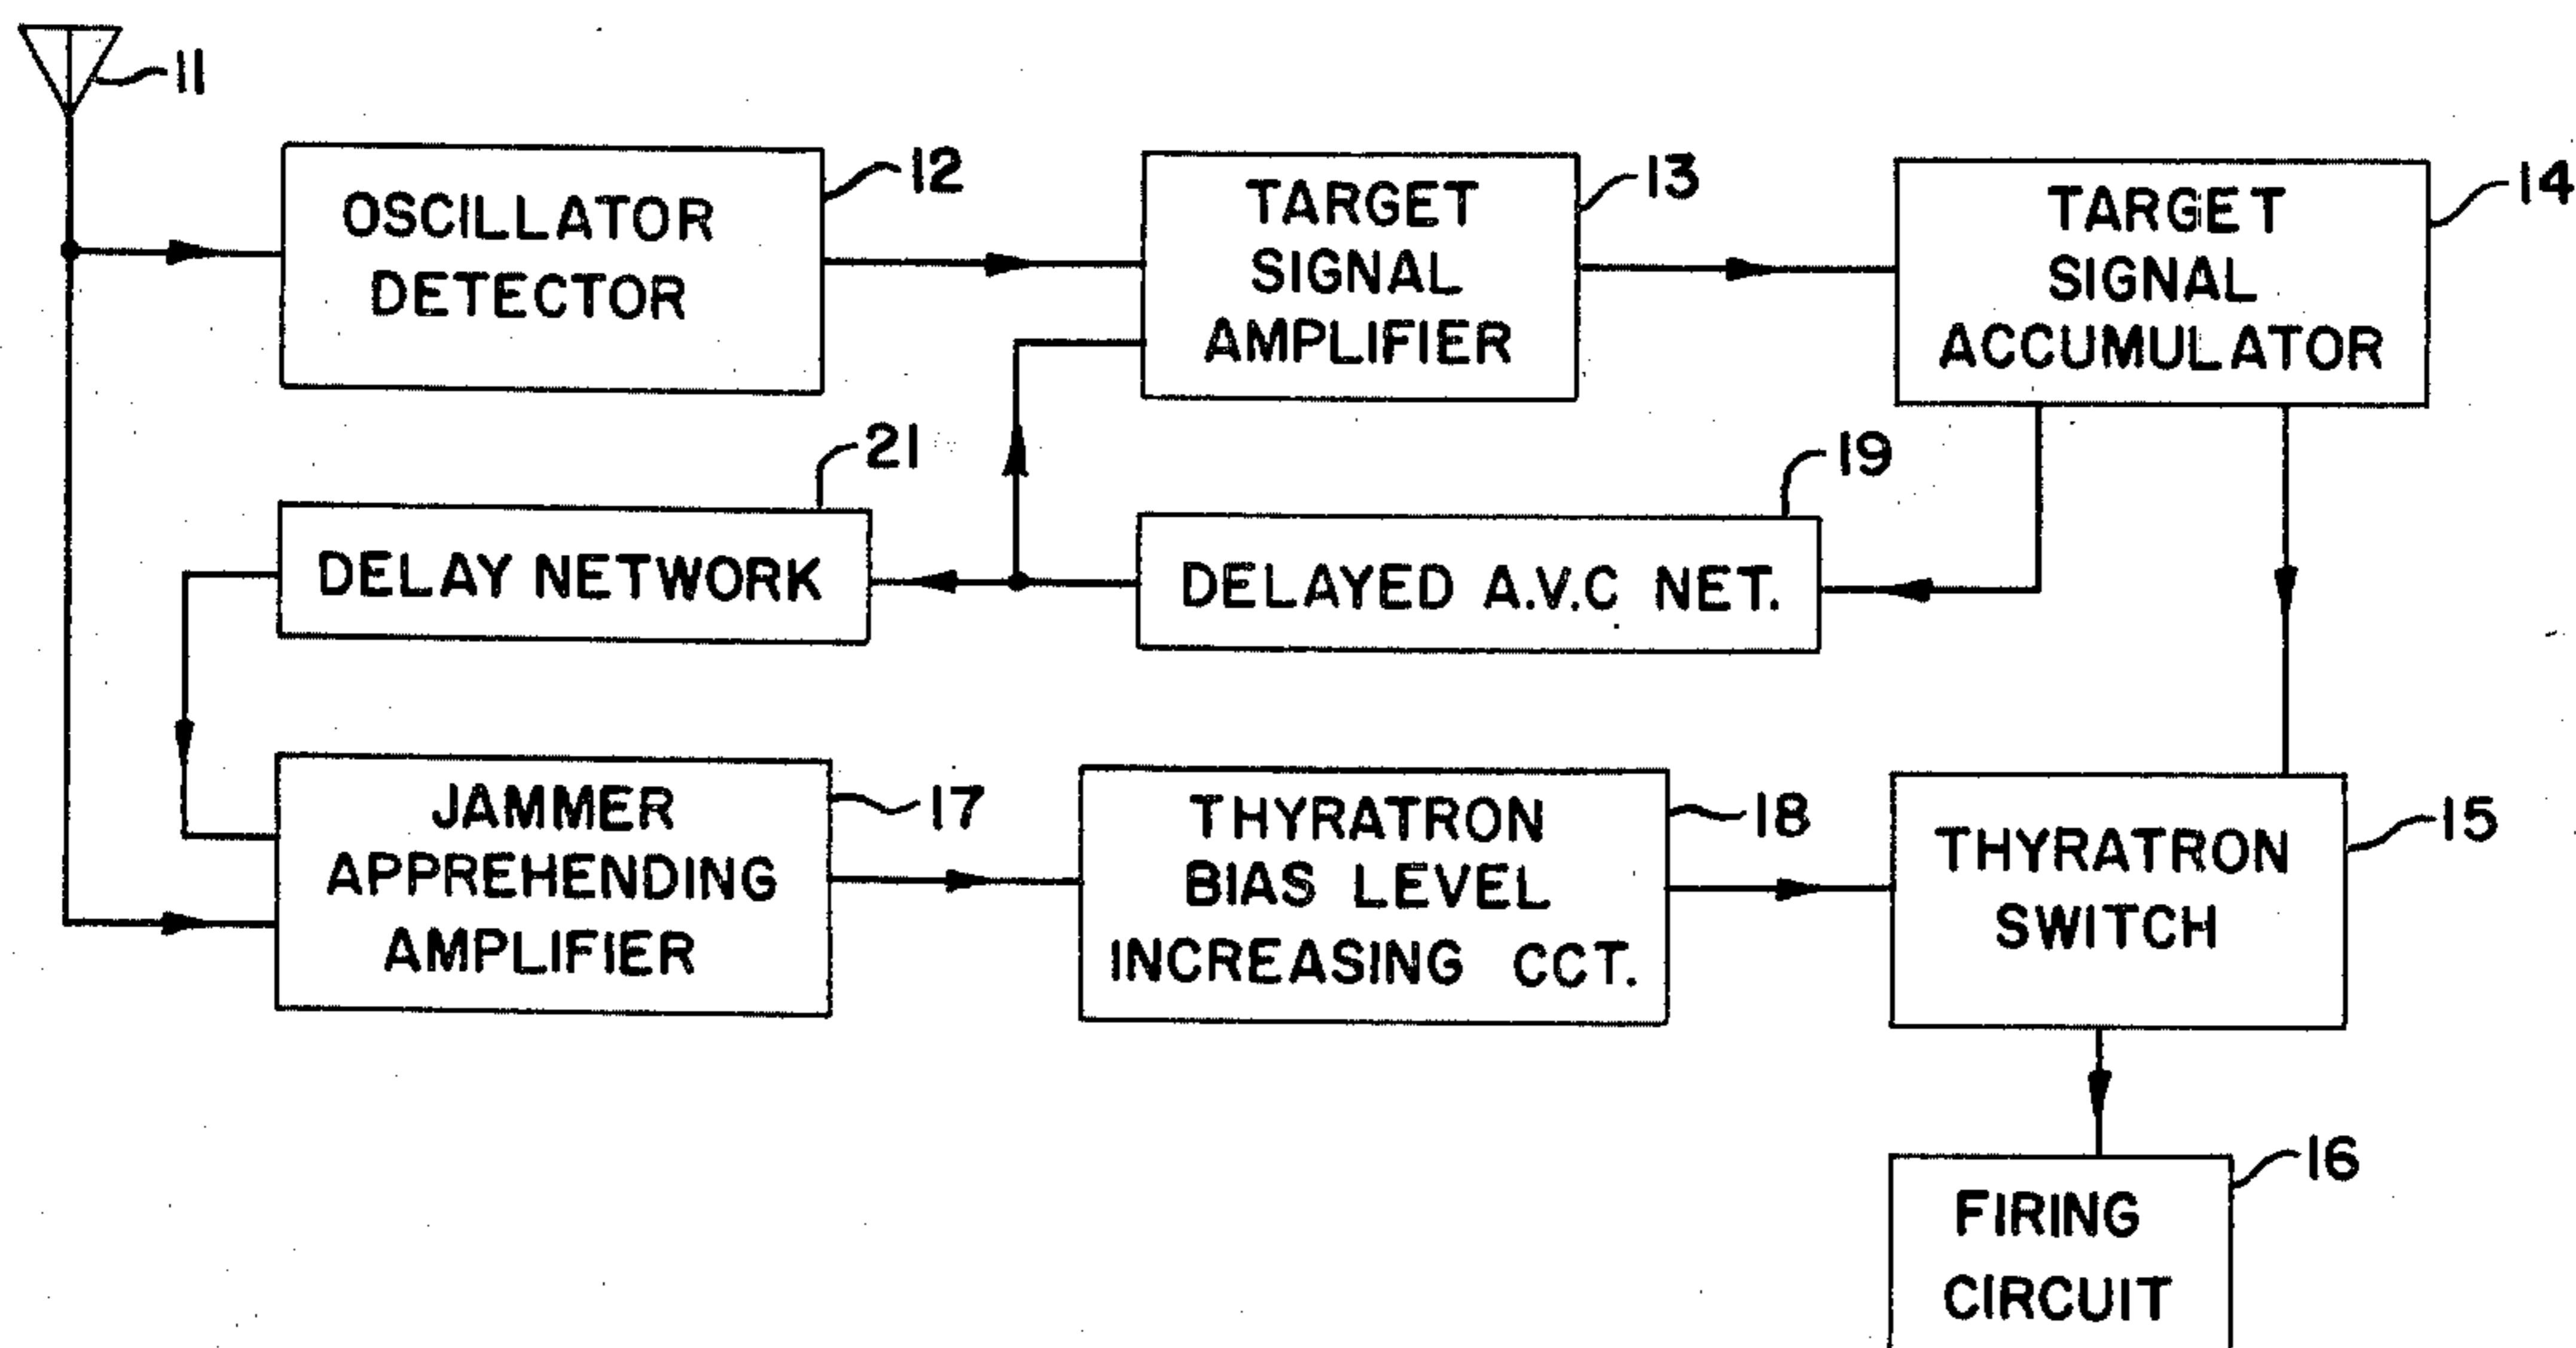 11
OSCILLATOR
DETECTOR
12
TARGET
SIGNAL
AMPLIFIER
13
TARGET
SIGNAL
ACCUMULATOR
14
DELAY NETWORK
21
DELAYED A.V.C NET.
19
JAMMER
APPREHENDING
AMPLIFIER
17
THYRATRON
BIAS LEVEL
INCREASING CCT.
18
THYRATRON
SWITCH
15
FIRING
CIRCUIT
16